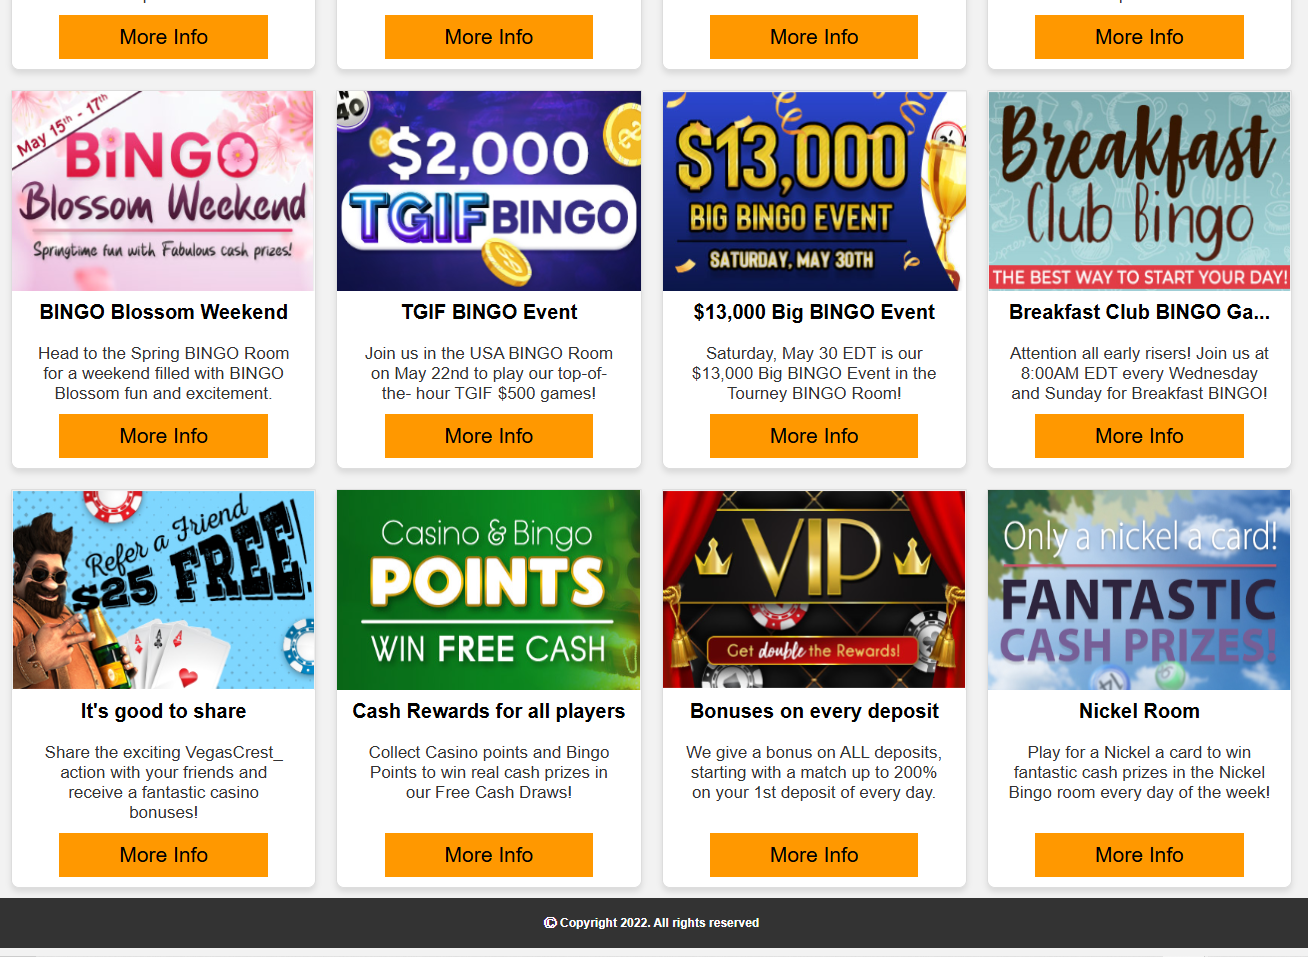 More Info
More Info
More Info
More Info
May 15th - 17th
BINGO
Blossom Weekend
Springtime fun with Fabulous cash prizes!
N
40
$2,000
TGIF BINGO
$13,000
BIG BINGO EVENT
SATURDAY, MAY 30TH
Breakfast
Club Bingo
THE BEST WAY TO START YOUR DAY!
BINGO Blossom Weekend
Head to the Spring BINGO Room
for a weekend filled with BINGO
Blossom fun and excitement.
More Info
TGIF BINGO Event
Join us in the USA BINGO Room
on May 22nd to play our top-of-
the- hour TGIF $500 games!
More Info
$13,000 Big BINGO Event
Saturday, May 30 EDT is our
$13,000 Big BINGO Event in the
Tourney BINGO Room!
More Info
Breakfast Club BINGO Ga...
Attention all early risers! Join us at
8:00AM EDT every Wednesday
and Sunday for Breakfast BINGO!
More Info
Refer a Friend
$25 FREE!
Casino & Bingo
POINTS
WIN FREE CASH
VIP
Get double the Rewards!
Only a nickel a card!
FANTASTIC
CASH PRIZES!
It's good to share
Share the exciting VegasCrest_
action with your friends and
receive a fantastic casino
bonuses!
More Info
Cash Rewards for all players
Collect Casino points and Bingo
Points to win real cash prizes in
our Free Cash Draws!
More Info
Bonuses on every deposit
We give a bonus on ALL deposits,
starting with a match up to 200%
on your 1st deposit of every day.
More Info
Nickel Room
Play for a Nickel a card to win
fantastic cash prizes in the Nickel
Bingo room every day of the week!
More Info
© Copyright 2022. All rights reserved